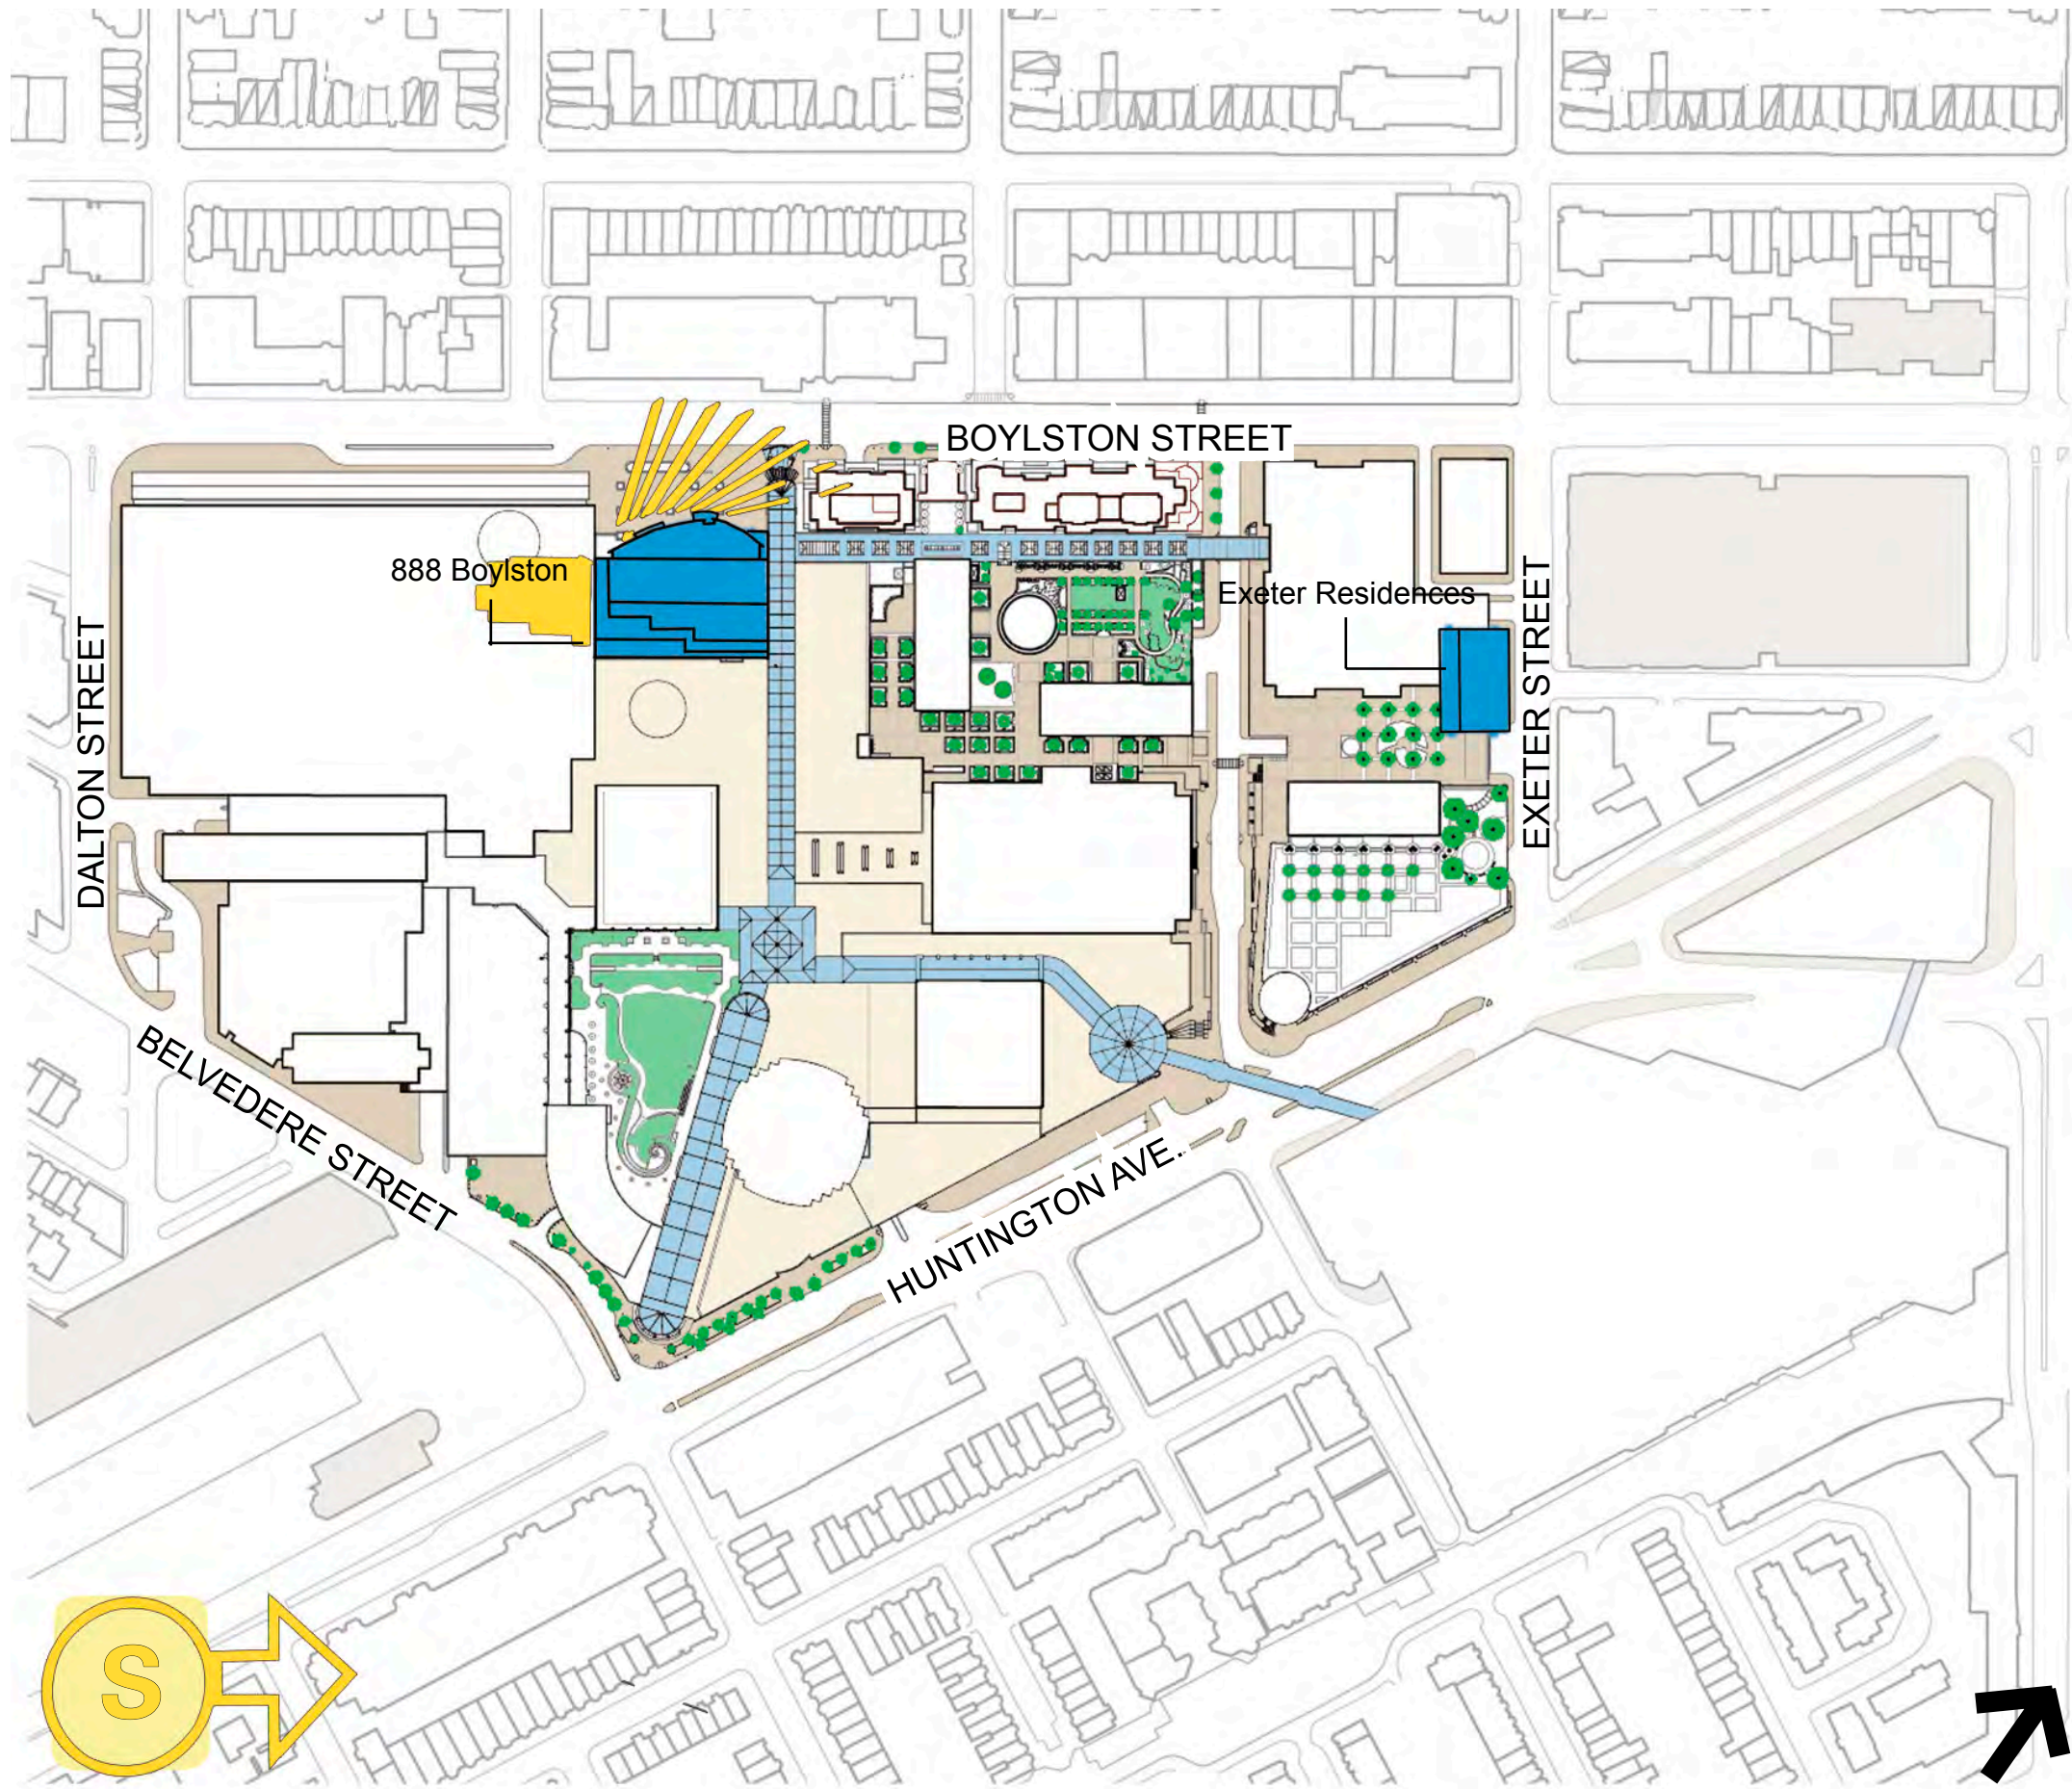 BOYLSTON STREET
888 Boylston
Exeter Residences
DALTON STREET
EXETER STREET
BELVEDERE STREET
HUNTINGTON AVE.
S